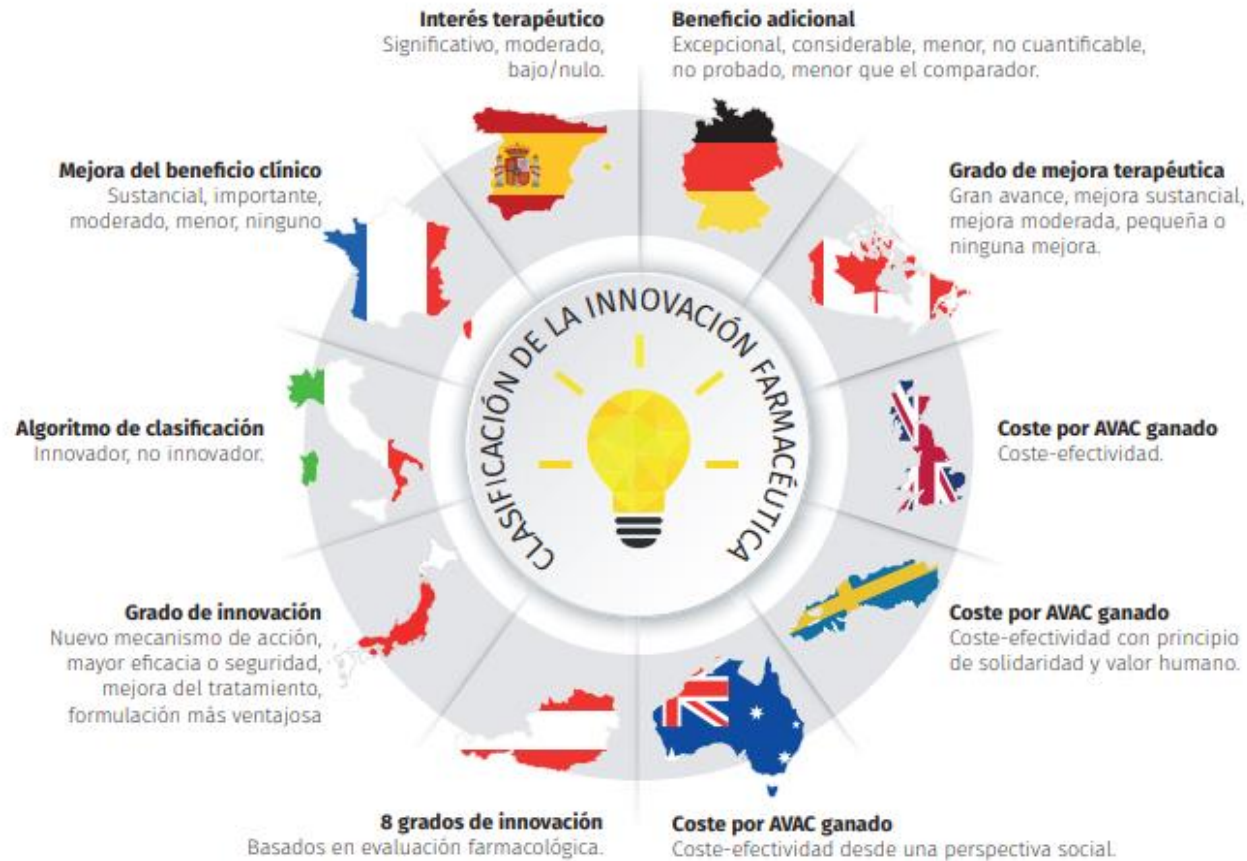 Interés terapéutico
Significativo, moderado,
bajo/nulo.
Beneficio adicional
Excepcional, considerable, menor, no cuantificable,
no probado, menor que el comparador.
Mejora del beneficio clínico
Sustancial, importante,
moderado, menor, ninguno
Grado de mejora terapéutica
Gran avance, mejora sustancial,
mejora moderada, pequeña o
ninguna mejora.
CLASIFICACIÓN DE LA INNOVACIÓN FARMACÉUTICA
Algoritmo de clasificación
Innovador, no innovador.
Coste por AVAC ganado
Coste-efectividad.
Grado de innovación
Nuevo mecanismo de acción,
mayor eficacia o seguridad,
mejora del tratamiento,
formulación más ventajosa
Coste por AVAC ganado
Coste-efectividad con principio
de solidaridad y valor humano.
8 grados de innovación
Basados en evaluación farmacológica.
Coste por AVAC ganado
Coste-efectividad desde una perspectiva social.